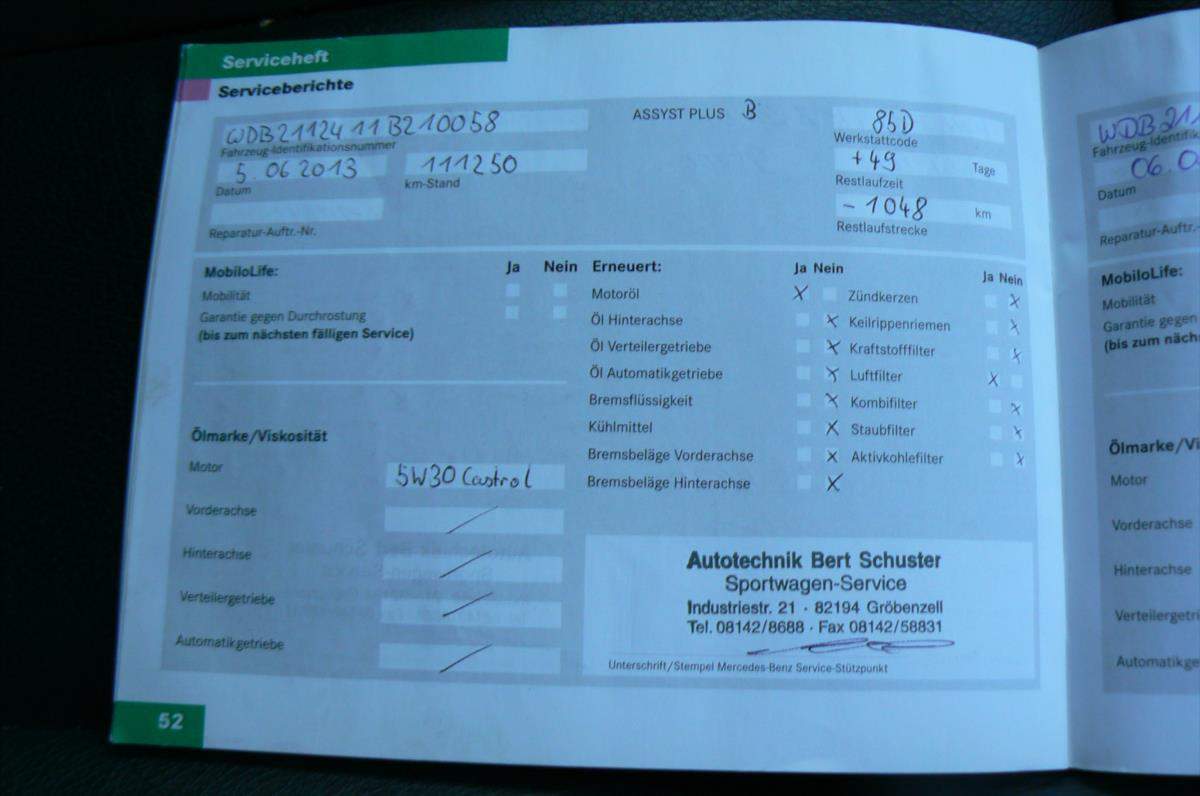 Serviceheft
Serviceberichte
WDB2112411B210058
Fahrzeug-Identifikationsnummer
5.06.2013
Datum
111250
km-Stand
Reparatur-Auftr.-Nr.
ASSYST PLUS B
85D
Werkstattcode
+49 Tage
Restlaufzeit
-1048 km
Restlaufstrecke
MobiloLife: Ja Nein
Mobilität
Garantie gegen Durchrostung
(bis zum nächsten fälligen Service)
Ölmarke/Viskosität
Motor 5W30 Castrol
Vorderachse /
Hinterachse /
Verteilergetriebe /
Automatikgetriebe /
Erneuert: Ja Nein
Motoröl X
Öl Hinterachse X
Öl Verteilergetriebe X
Öl Automatikgetriebe X
Bremsflüssigkeit X
Kühlmittel X
Bremsbeläge Vorderachse X
Bremsbeläge Hinterachse X
Ja Nein
Zündkerzen X
Keilrippenriemen X
Kraftstofffilter X
Luftfilter X
Kombifilter X
Staubfilter X
Aktivkohlefilter X
Autotechnik Bert Schuster
Sportwagen-Service
Industriestr. 21 · 82194 Gröbenzell
Tel. 08142/8688 · Fax 08142/58831
Unterschrift/Stempel Mercedes-Benz Service-Stützpunkt
52
WDB21
Fahrzeug-Identifi
06.0
Datum
Reparatur-Auftr.-
MobiloLife:
Mobilität
Garantie gegen
(bis zum näch
Ölmarke/Vi
Motor
Vorderachse
Hinterachse
Verteilergetri
Automatikge